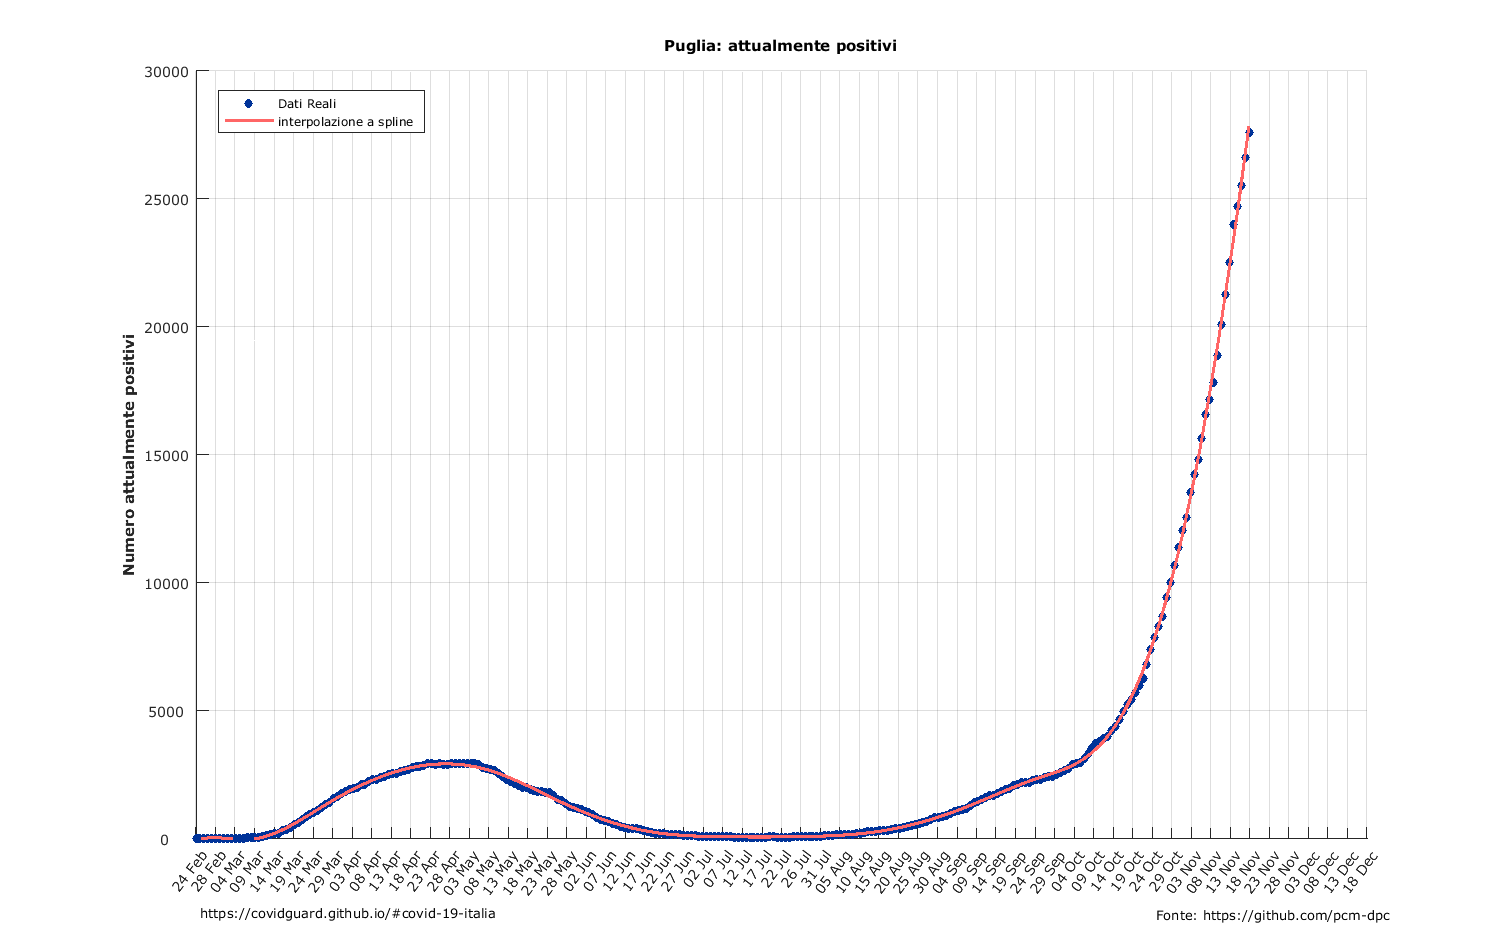 Puglia: attualmente positivi
30000
Dati Reali
interpolazione a spline
25000
20000
15000
10000
5000
0
Numero attualmente positivi
24 Feb
28 Feb
04 Mar
09 Mar
14 Mar
19 Mar
24 Mar
29 Mar
03 Apr
08 Apr
13 Apr
18 Apr
23 Apr
28 Apr
03 May
08 May
13 May
18 May
23 May
28 May
02 Jun
07 Jun
12 Jun
17 Jun
22 Jun
27 Jun
02 Jul
07 Jul
12 Jul
17 Jul
22 Jul
26 Jul
31 Jul
05 Aug
10 Aug
15 Aug
20 Aug
25 Aug
30 Aug
04 Sep
09 Sep
14 Sep
19 Sep
24 Sep
29 Sep
04 Oct
09 Oct
14 Oct
19 Oct
24 Oct
29 Oct
03 Nov
08 Nov
13 Nov
18 Nov
23 Nov
28 Nov
03 Dec
08 Dec
13 Dec
18 Dec
https://covidguard.github.io/#covid-19-italia
Fonte: https://github.com/pcm-dpc